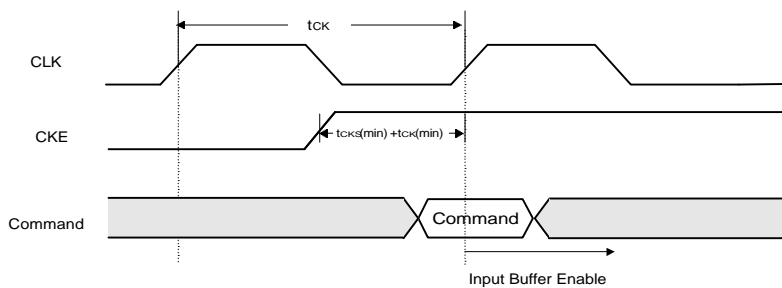 tCK
CLK
CKE
tCKS(min) +tCK(min)
Command
Command
Input Buffer Enable